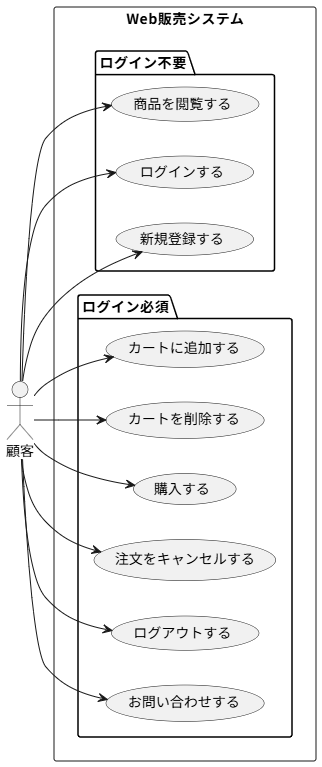 Web販売システム
ログイン不要
商品を閲覧する
ログインする
新規登録する
ログイン必須
カートに追加する
カートを削除する
顧客
購入する
注文をキャンセルする
ログアウトする
お問い合わせする